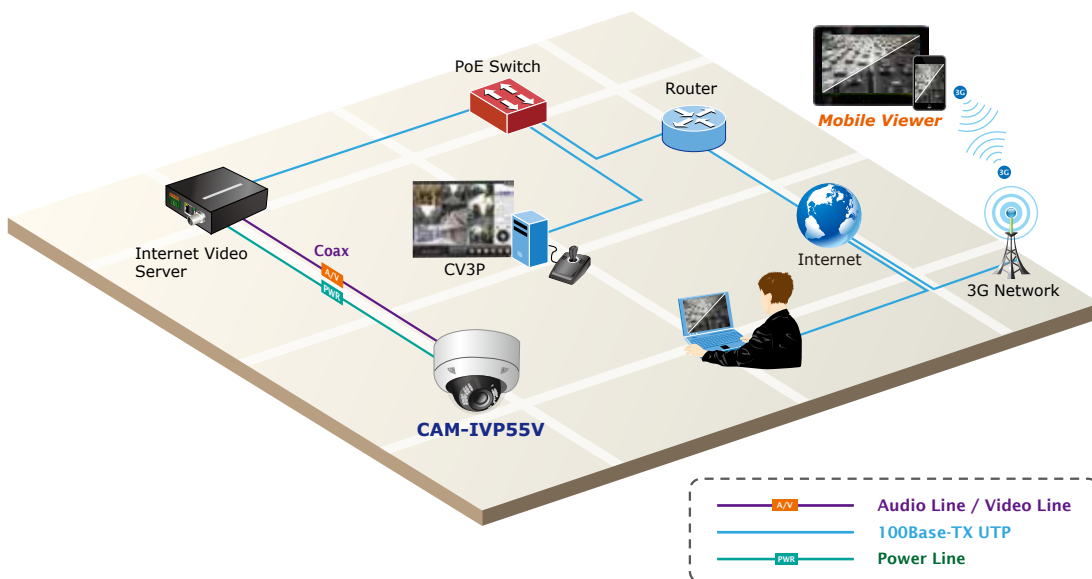 PoE Switch
Router
3G
Mobile Viewer
3G
Internet Video
Server
Coax
A/V
PWR
CV3P
Internet
3G Network
CAM-IVP55V
A/V
Audio Line / Video Line
100Base-TX UTP
PWR
Power Line